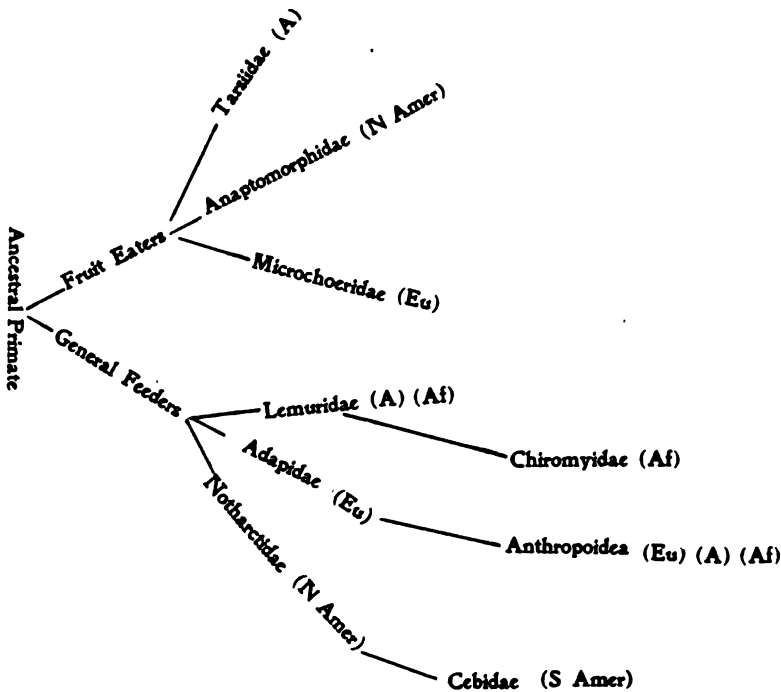 Tarsiidae (A)
Anaptomorphidae (N Amer)
Fruit Eaters
Microchoeridae (Eu)
Ancestral Primate
General Feeders
Lemuridae (A) (Af)
Chiromyidae (Af)
Adapidae (Eu)
Anthropoidea (Eu) (A) (Af)
Notharctidae (N Amer)
Cebidae (S Amer)